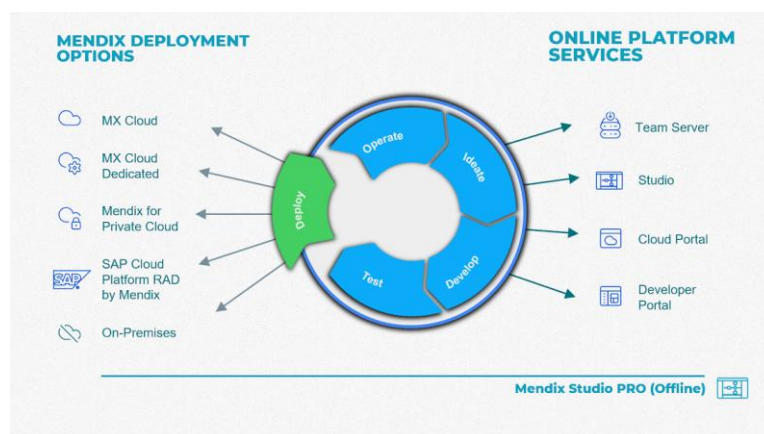 MENDIX DEPLOYMENT
OPTIONS
MX Cloud
MX Cloud
Dedicated
Mendix for
Private Cloud
SAP
SAP Cloud
Platform RAD
by Mendix
On-Premises
Operate
Ideate
Develop
Test
Deploy
ONLINE PLATFORM
SERVICES
Team Server
Studio
Cloud Portal
Developer
Portal
Mendix Studio PRO (Offline)